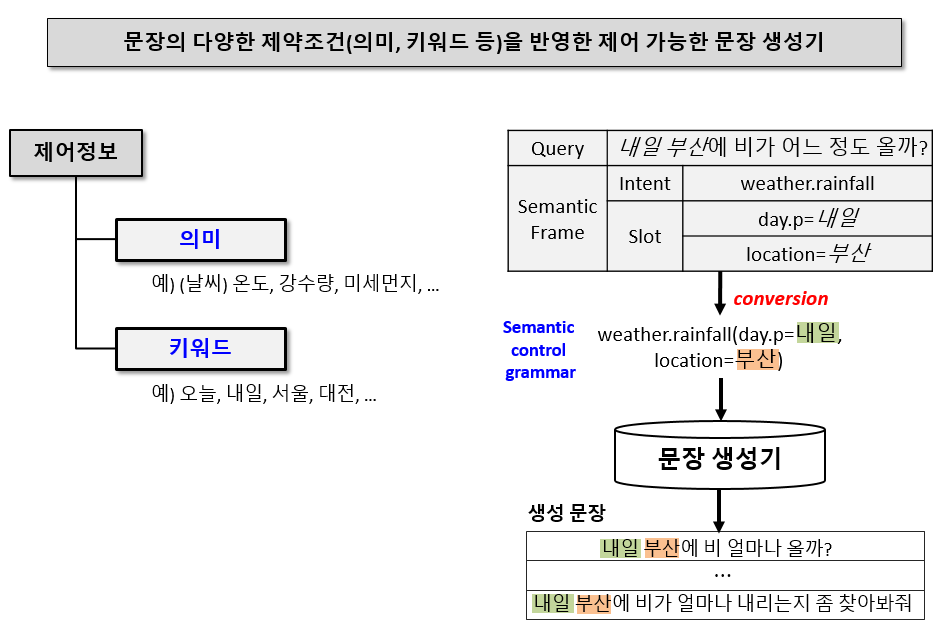 문장의 다양한 제약조건(의미, 키워드 등)을 반영한 제어 가능한 문장 생성기
제어정보
의미
예) (날씨) 온도, 강수량, 미세먼지, ...
키워드
예) 오늘, 내일, 서울, 대전, ...
Query
내일 부산에 비가 어느 정도 올까?
Semantic
Frame
Intent
weather.rainfall
Slot
day.p=내일
location=부산
conversion
Semantic
control
grammar
weather.rainfall(day.p=내일,
location=부산)
문장 생성기
생성 문장
내일 부산에 비 얼마나 올까?
...
내일 부산에 비가 얼마나 내리는지 좀 찾아봐줘